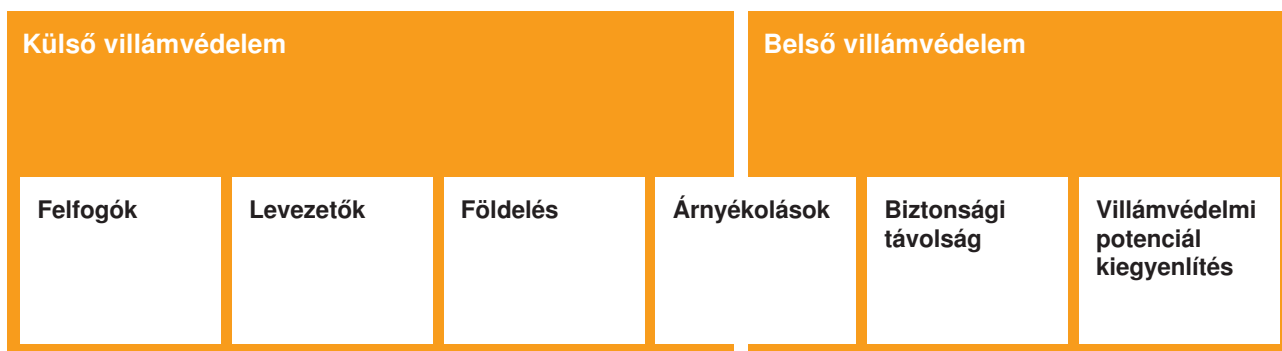 Külső villámvédelem
Belső villámvédelem
Felfogók
Levezetők
Földelés
Árnyékolások
Biztonsági
távolság
Villámvédelmi
potenciál
kiegyenlítés